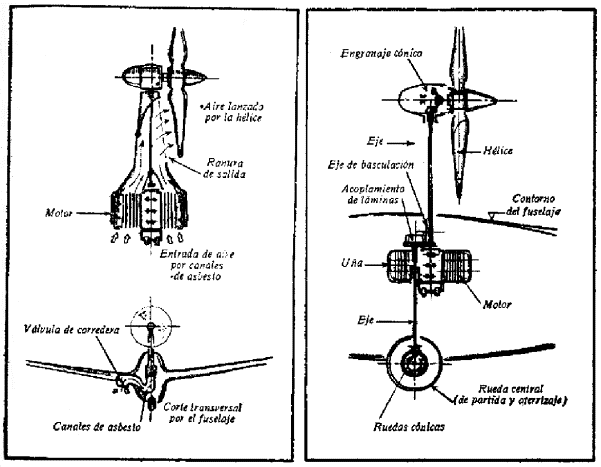 Aire lanzado
por la hélice
Ranura
de salida
Motor
Entrada de aire
por canales
de asbesto
Válvula de corredera
Canales de asbesto
Corte transversal
por el fuselaje
Engranaje cónico
Eje
Hélice
Eje de basculación
Acoplamiento
de láminas
Contorno
del fuselaje
Uña
Motor
Eje
Rueda central
(de partida y aterrizaje)
Ruedas cónicas